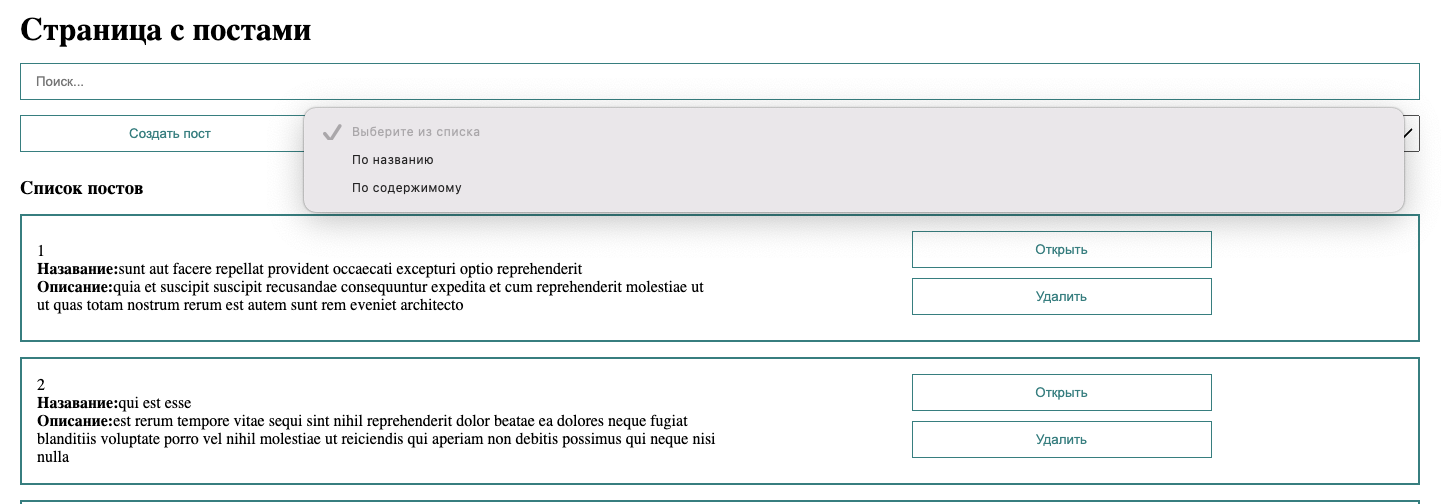 Страница с постами
Поиск...
Создать пост
Выберите из списка
По названию
По содержимому
Список постов
1
Назавание:sunt aut facere repellat provident occaecati excepturi optio reprehenderit
Описание:quia et suscipit suscipit recusandae consequuntur expedita et cum reprehenderit molestiae ut
ut quas totam nostrum rerum est autem sunt rem eveniet architecto
Открыть
Удалить
2
Назавание:qui est esse
Описание:est rerum tempore vitae sequi sint nihil reprehenderit dolor beatae ea dolores neque fugiat
blanditiis voluptate porro vel nihil molestiae ut reiciendis qui aperiam non debitis possimus qui neque nisi
nulla
Открыть
Удалить